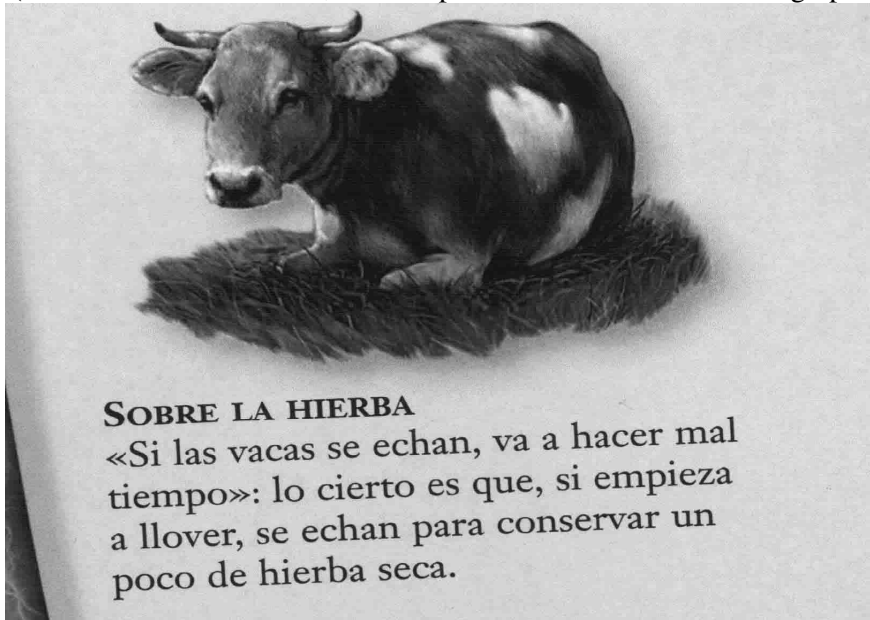 SOBRE LA HIERBA
«Si las vacas se echan, va a hacer mal
tiempo»: lo cierto es que, si empieza
a llover, se echan para conservar un
poco de hierba seca.